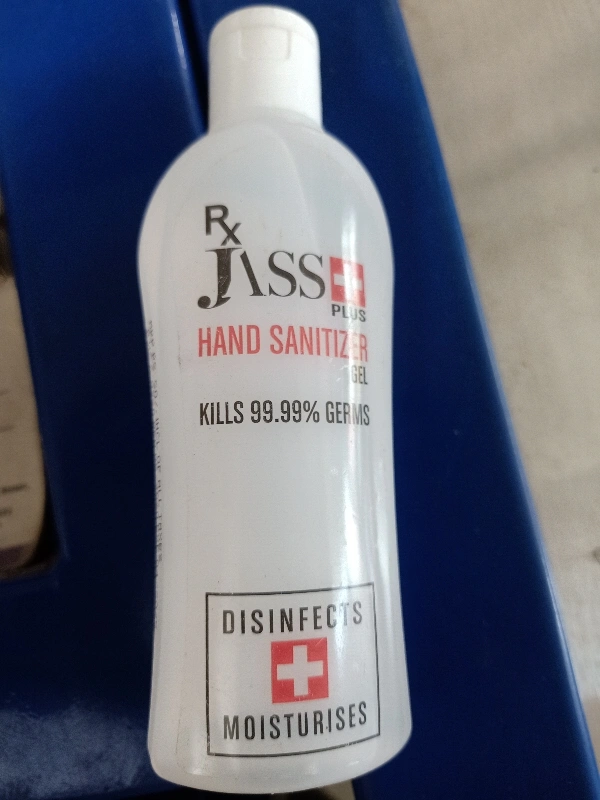 Rx
JASS
PLUS
HAND SANITIZER
GEL
KILLS 99.99% GERMS
DISINFECTS
MOISTURISES